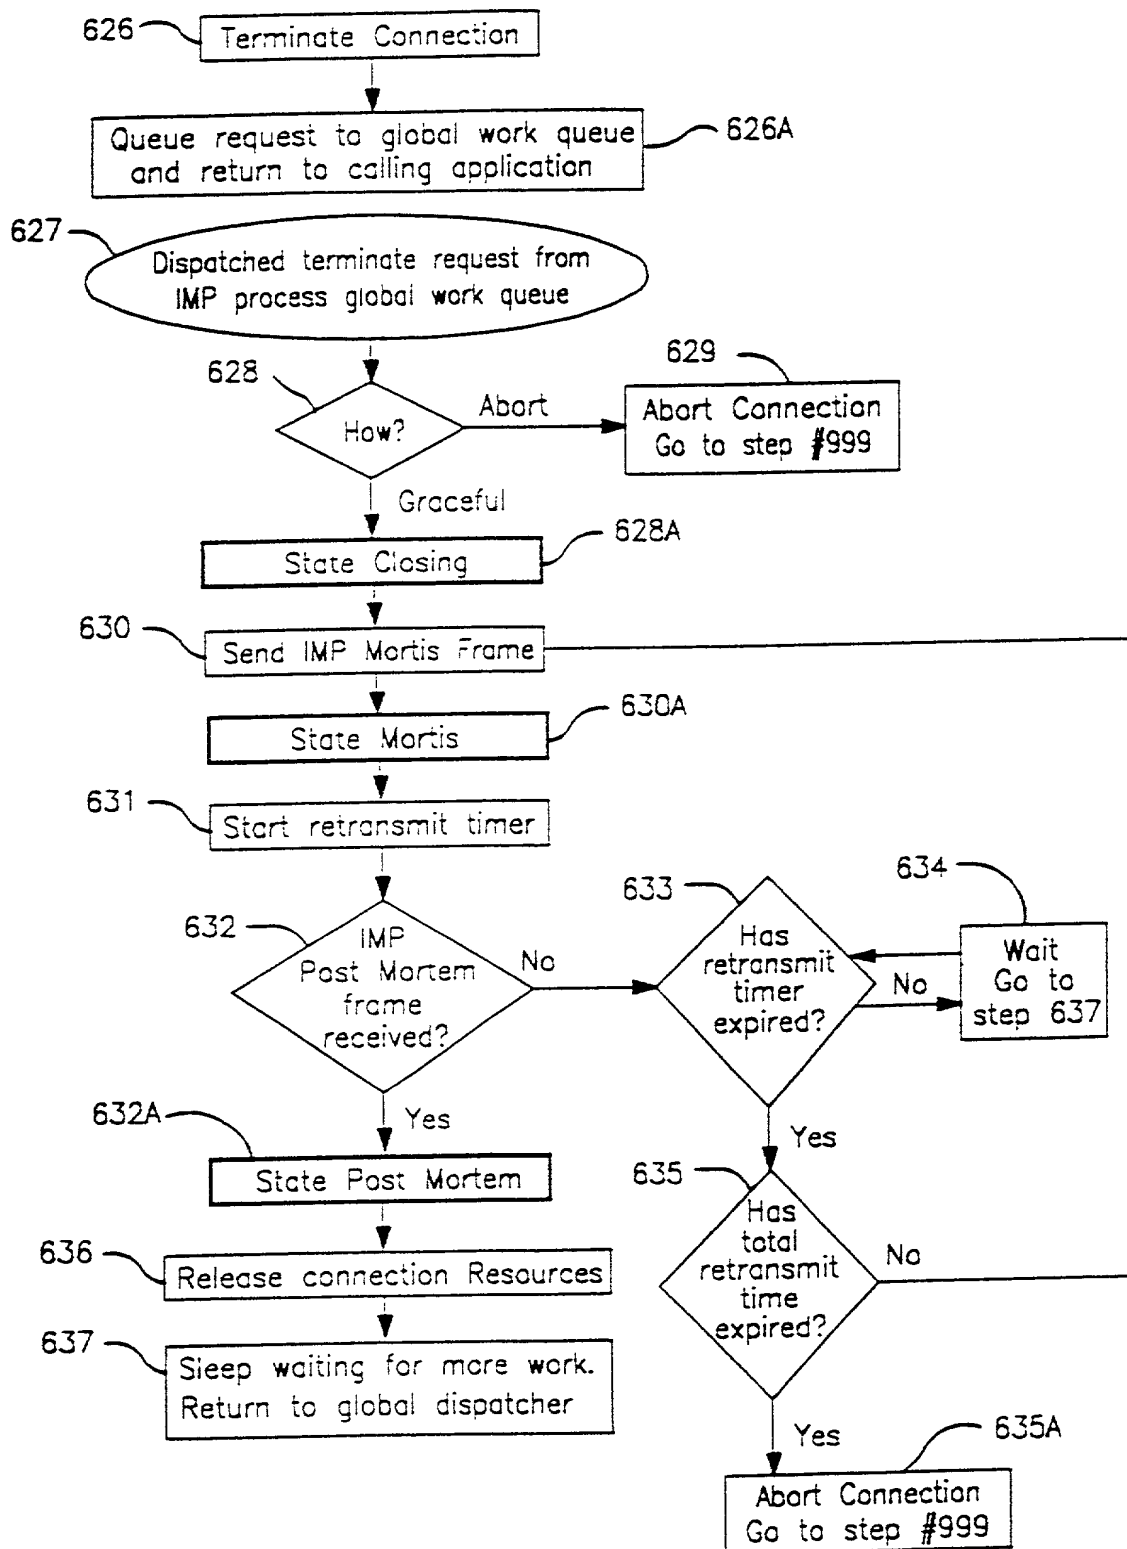 626
Terminate Connection
Queue request to global work queue
and return to calling application
626A
627
Dispatched terminate request from
IMP process global work queue
628
How?
Abort
629
Abort Connection
Go to step #999
Graceful
628A
State Closing
630
Send IMP Mortis Frame
630A
State Mortis
631
Start retransmit timer
632
IMP
Post Mortem
frame
received?
No
633
Has
retransmit
timer
expired?
No
634
Wait
Go to
step 637
Yes
632A
State Post Mortem
Yes
635
Has
total
retransmit
time
expired?
No
636
Release connection Resources
637
Sleep waiting for more work.
Return to global dispatcher
Yes
635A
Abort Connection
Go to step #999